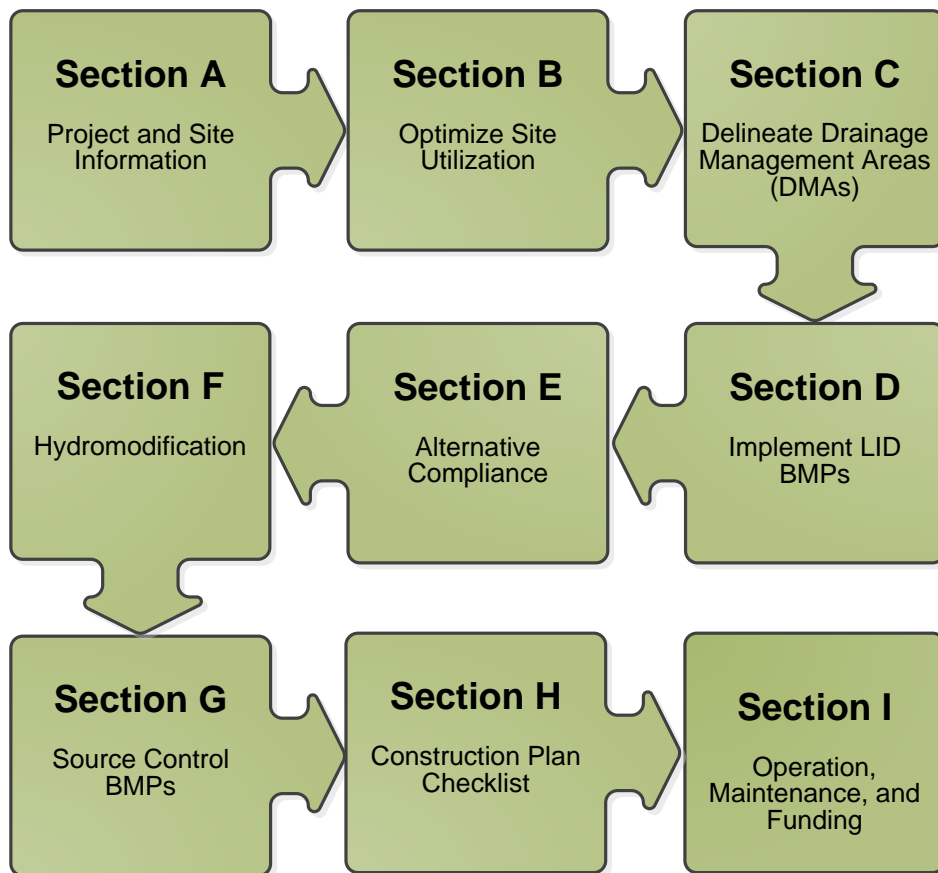 Section A
Project and Site
Information
Section B
Optimize Site
Utilization
Section C
Delineate Drainage
Management Areas
(DMAs)
Section D
Implement LID
BMPs
Section E
Alternative
Compliance
Section F
Hydromodification
Section G
Source Control
BMPs
Section H
Construction Plan
Checklist
Section I
Operation,
Maintenance, and
Funding